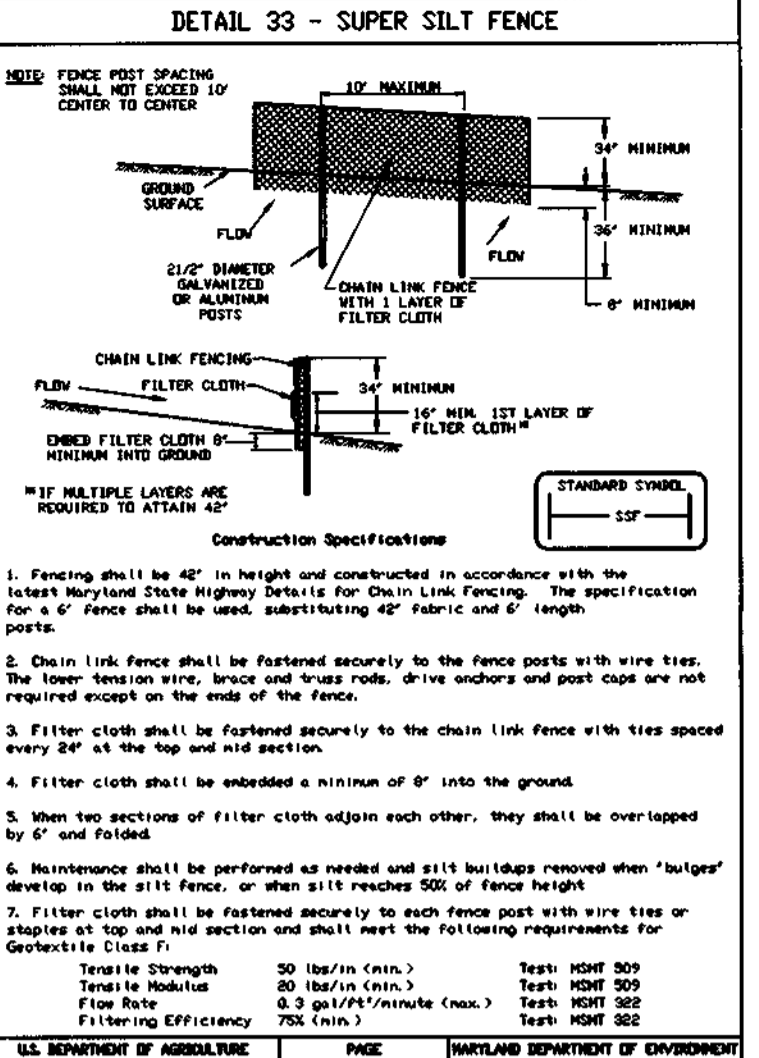 DETAIL 33 - SUPER SILT FENCE
NOTE: FENCE POST SPACING
SHALL NOT EXCEED 10'
CENTER TO CENTER
10' MAXIMUM
34" MINIMUM
GROUND
SURFACE
FLOW
36" MINIMUM
FLOW
21/2" DIAMETER
GALVANIZED
OR ALUMINUM
POSTS
CHAIN LINK FENCE
WITH 1 LAYER OF
FILTER CLOTH
8" MINIMUM
CHAIN LINK FENCING
FLOW
FILTER CLOTH
34" MINIMUM
16" MIN. 1ST LAYER OF
FILTER CLOTH*
EMBED FILTER CLOTH 8"
MINIMUM INTO GROUND
*IF MULTIPLE LAYERS ARE
REQUIRED TO ATTAIN 42"
STANDARD SYMBOL
SSF
Construction Specifications
1. Fencing shall be 42" in height and constructed in accordance with the
latest Maryland State Highway Details for Chain Link Fencing. The specification
for a 6' fence shall be used, substituting 42" fabric and 6' length
posts.
2. Chain link fence shall be fastened securely to the fence posts with wire ties.
The lower tension wire, brace and truss rods, drive anchors and post caps are not
required except on the ends of the fence.
3. Filter cloth shall be fastened securely to the chain link fence with ties spaced
every 24" at the top and mid section.
4. Filter cloth shall be embedded a minimum of 8" into the ground.
5. When two sections of filter cloth adjoin each other, they shall be overlapped
by 6" and folded.
6. Maintenance shall be performed as needed and silt buildups removed when "bulges"
develop in the silt fence, or when silt reaches 50% of fence height
7. Filter cloth shall be fastened securely to each fence post with wire ties or
staples at top and mid section and shall meet the following requirements for
Geotextile Class F:
Tensile Strength 50 lbs/in (min.) Test: MSMT 509
Tensile Modulus 20 lbs/in (min.) Test: MSMT 509
Flow Rate 0.3 gal/ft²/minute (max.) Test: MSMT 322
Filtering Efficiency 75% (min.) Test: MSMT 322
U.S. DEPARTMENT OF AGRICULTURE PAGE MARYLAND DEPARTMENT OF ENVIRONMENT